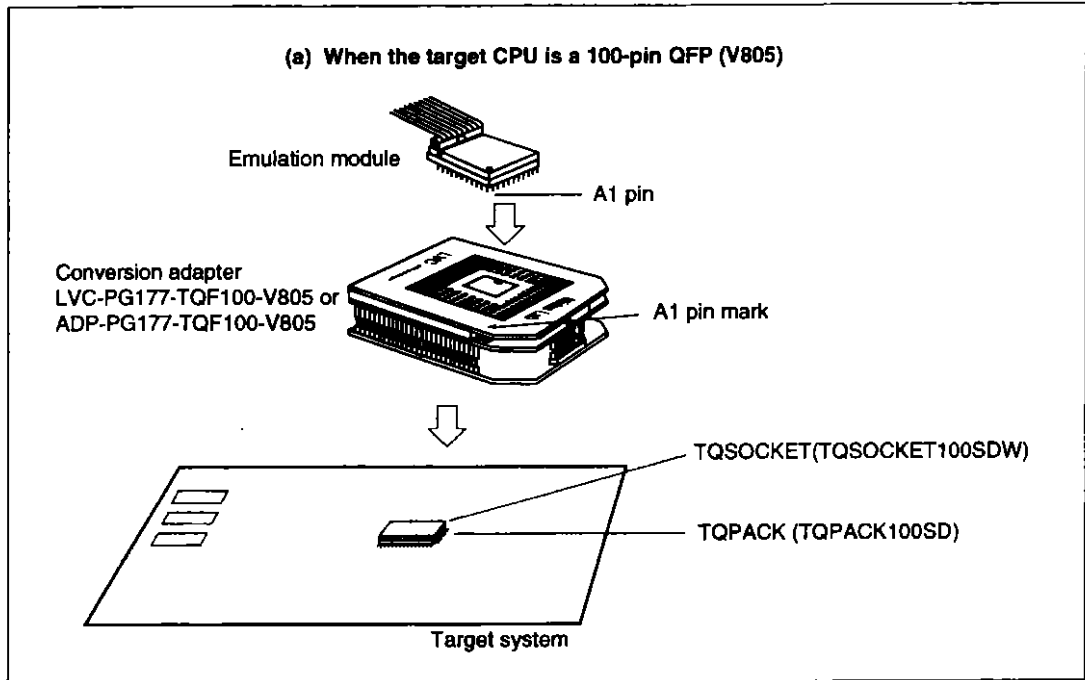 (a) When the target CPU is a 100-pin QFP (V805)
Emulation module
A1 pin
Conversion adapter
LVC-PG177-TQF100-V805 or
ADP-PG177-TQF100-V805
A1 pin mark
TQSOCKET(TQSOCKET100SDW)
TQPACK (TQPACK100SD)
Target system